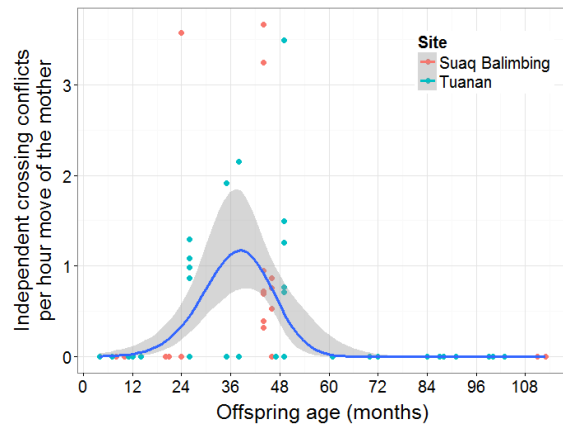 Independent crossing conflicts
per hour move of the mother
3
2
1
0
0 12 24 36 48 60 72 84 96 108
Offspring age (months)
Site
Suaq Balimbing
Tuanan